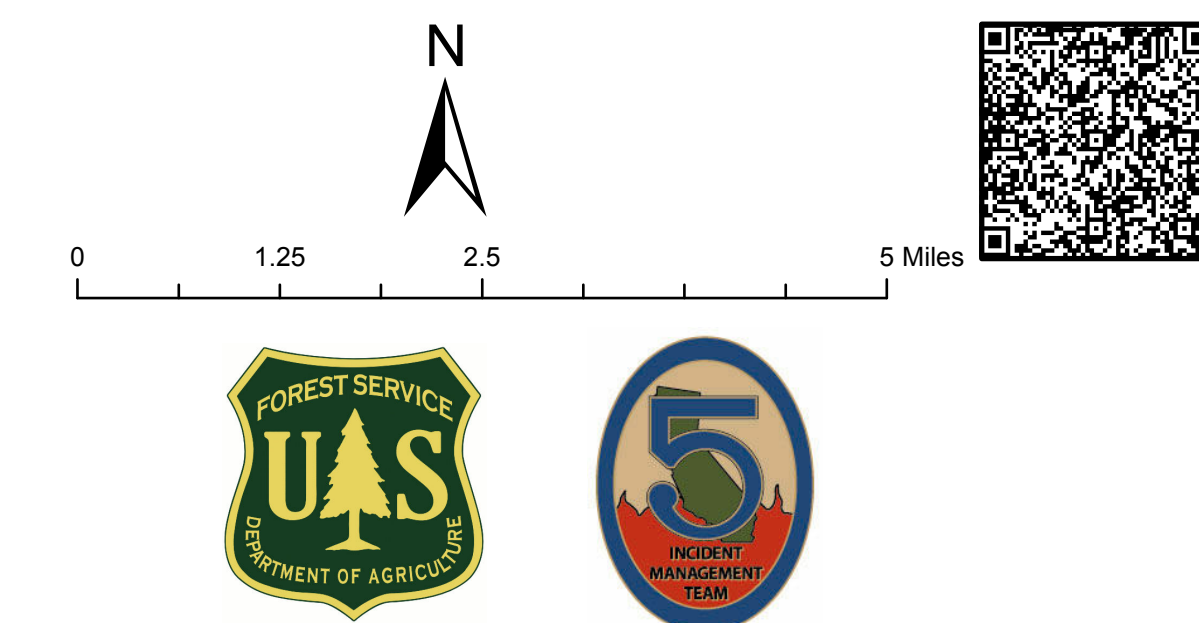 N
0 1.25 2.5 5 Miles
FOREST SERVICE
U S
DEPARTMENT OF AGRICULTURE
5
INCIDENT
MANAGEMENT
TEAM